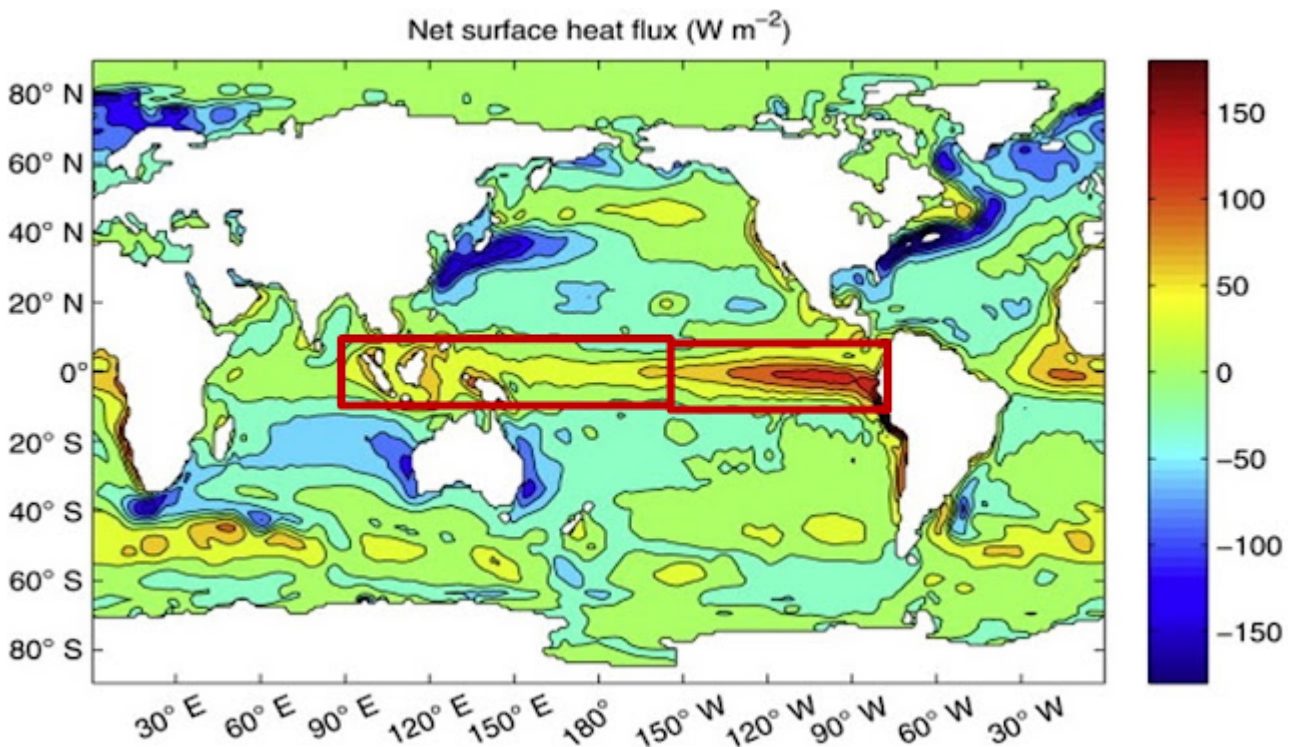 Net surface heat flux (W m−2)
80° N
60° N
40° N
20° N
0°
20° S
40° S
60° S
80° S
30° E
60° E
90° E
120° E
150° E
180°
150° W
120° W
90° W
60° W
30° W
150
100
50
0
−50
−100
−150